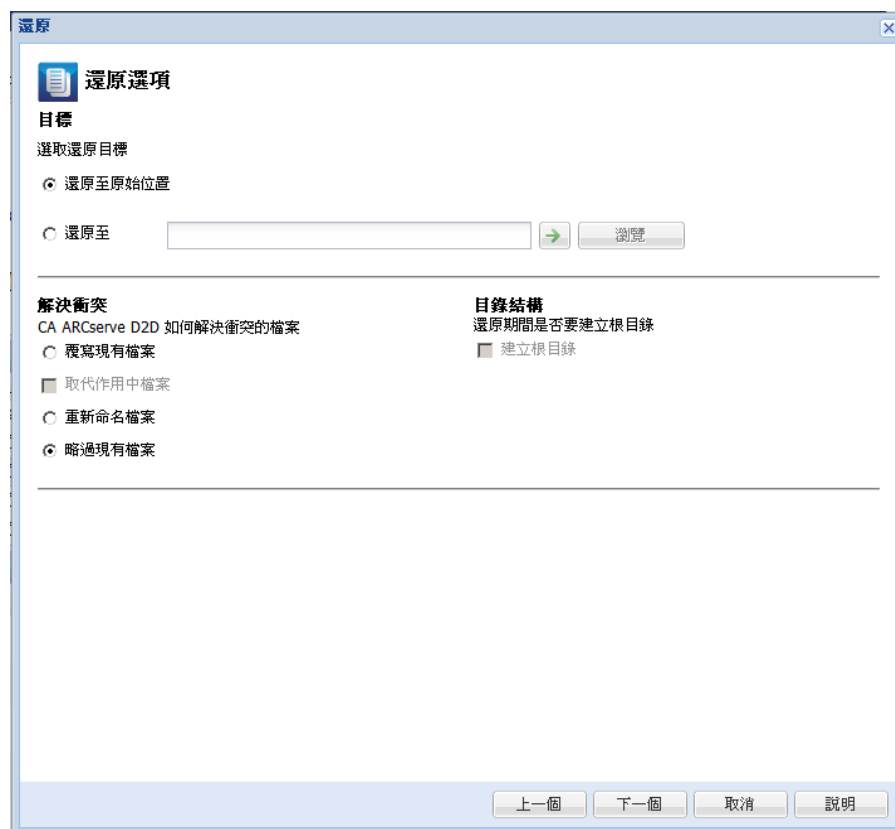 還原
還原選項
目標
選取還原目標
還原至原始位置
還原至
瀏覽
解決衝突
CA ARCserve D2D 如何解決衝突的檔案
覆寫現有檔案
取代作用中檔案
重新命名檔案
略過現有檔案
目錄結構
還原期間是否要建立根目錄
建立根目錄
上一個
下一個
取消
說明